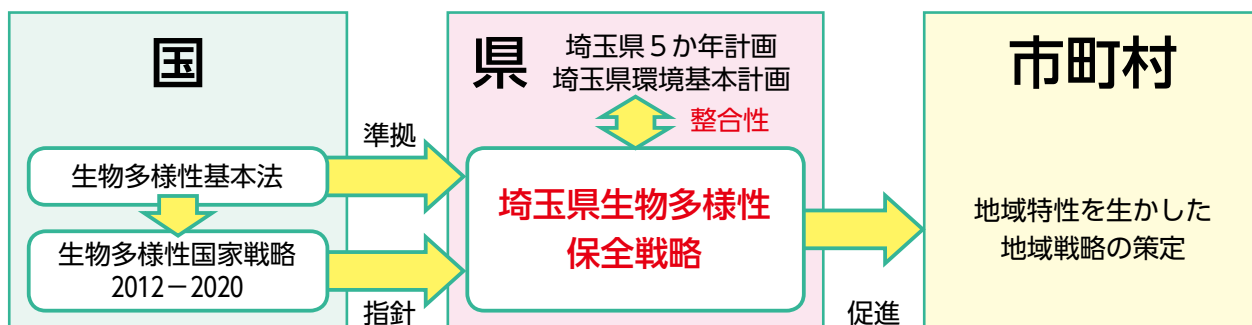 国
生物多様性基本法
生物多様性国家戦略
2012－2020
準拠
指針
県
埼玉県５か年計画
埼玉県環境基本計画
整合性
埼玉県生物多様性
保全戦略
促進
市町村
地域特性を生かした
地域戦略の策定